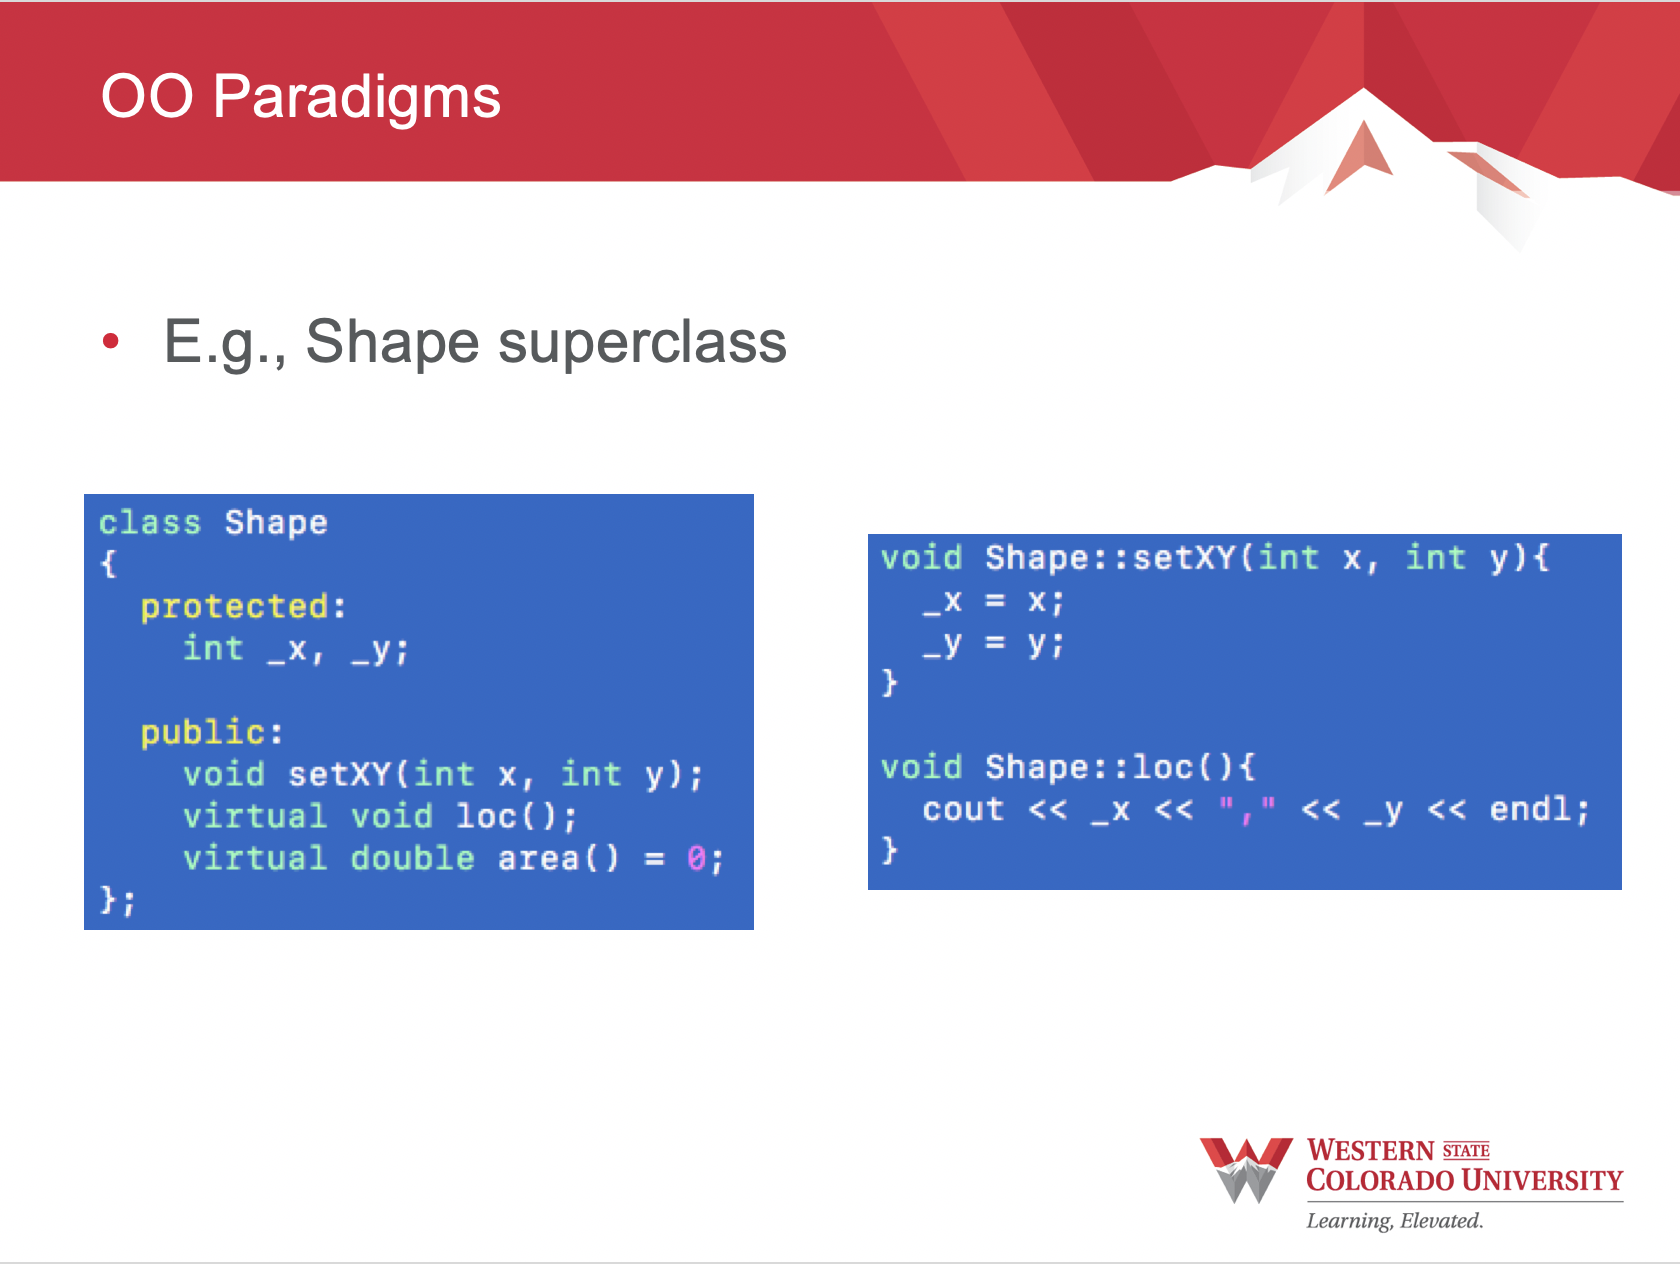 OO Paradigms
• E.g., Shape superclass
class Shape
{
  protected:
    int _x, _y;

  public:
    void setXY(int x, int y);
    virtual void loc();
    virtual double area() = 0;
};
void Shape::setXY(int x, int y){
  _x = x;
  _y = y;
}

void Shape::loc(){
  cout << _x << "," << _y << endl;
}
WESTERN STATE
COLORADO UNIVERSITY
Learning, Elevated.